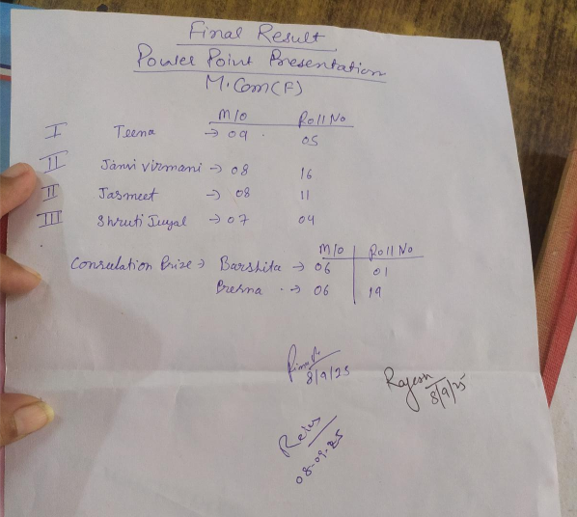 Final Result
Power Point Presentation
M.Com(F)
M/o Roll No
I Teena → 09 05
II Janvi Virmani → 08 16
II Jasmeet → 08 11
III Shruti → 07 04
M/o Roll No
Consulation Prize → Barshita → 06 01
Presna → 06 19
8/9/25
Rajesh
8/9/25
08.09.25